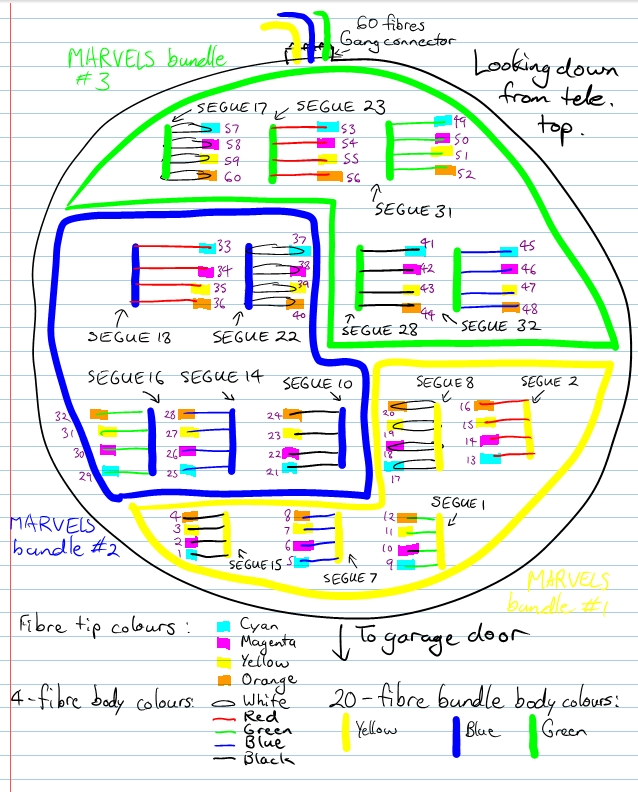 60 fibres
Gang connector
MARVELS bundle
#3
Looking down
from tele.
top.
SEGUE 17
SEGUE 23
57
58
59
60
53
54
55
56
49
50
51
52
SEGUE 31
33
34
35
36
37
38
39
40
41
42
43
44
45
46
47
48
SEGUE 18
SEGUE 22
SEGUE 28
SEGUE 32
SEGUE 16
SEGUE 14
SEGUE 10
SEGUE 8
SEGUE 2
32
31
30
29
28
27
26
25
24
23
22
21
20
19
18
17
16
15
14
13
MARVELS
bundle #2
4
3
2
1
SEGUE 15
8
7
6
5
SEGUE 7
12
11
10
9
SEGUE 1
MARVELS
bundle #1
Fibre tip colours:
Cyan
Magenta
Yellow
Orange
To garage door
4-fibre body colours:
White
Red
Green
Blue
Black
20-fibre bundle body colours:
Yellow
Blue
Green